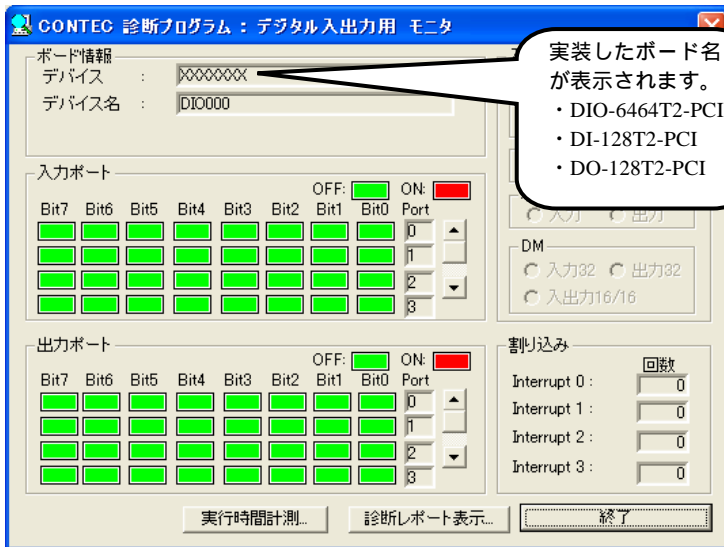 CONTEC 診断プログラム：デジタル入出力用 モニタ
ボード情報
デバイス ： XXXXXXX
デバイス名 ： DIO000
実装したボード名
が表示されます。
・DIO-6464T2-PCI
・DI-128T2-PCI
・DO-128T2-PCI
入力ポート
OFF: ON:
Bit7 Bit6 Bit5 Bit4 Bit3 Bit2 Bit1 Bit0 Port
0
1
2
3
入力 出力
DM
入力32 出力32
入出力16/16
出力ポート
OFF: ON:
Bit7 Bit6 Bit5 Bit4 Bit3 Bit2 Bit1 Bit0 Port
0
1
2
3
割り込み
回数
Interrupt 0 : 0
Interrupt 1 : 0
Interrupt 2 : 0
Interrupt 3 : 0
実行時間計測... 診断レポート表示... 終了